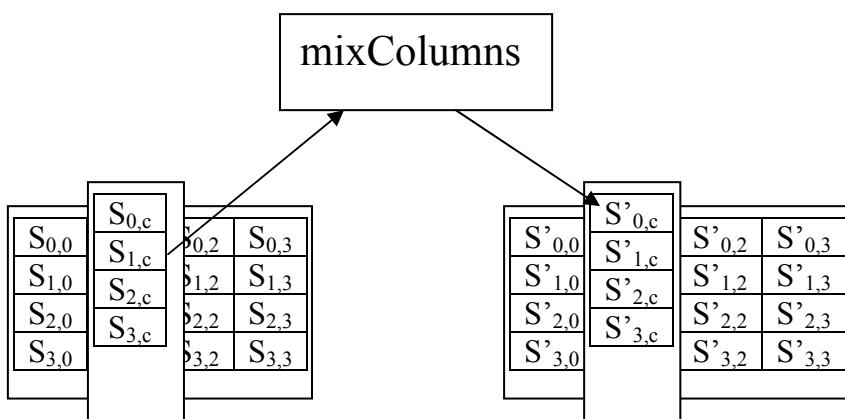 mixColumns
S0,c
S1,c
S2,c
S3,c
S0,0 S0,2 S0,3
S1,0 S1,2 S1,3
S2,0 S2,2 S2,3
S3,0 S3,2 S3,3
S’0,c
S’1,c
S’2,c
S’3,c
S’0,0 S’0,2 S’0,3
S’1,0 S’1,2 S’1,3
S’2,0 S’2,2 S’2,3
S’3,0 S’3,2 S’3,3